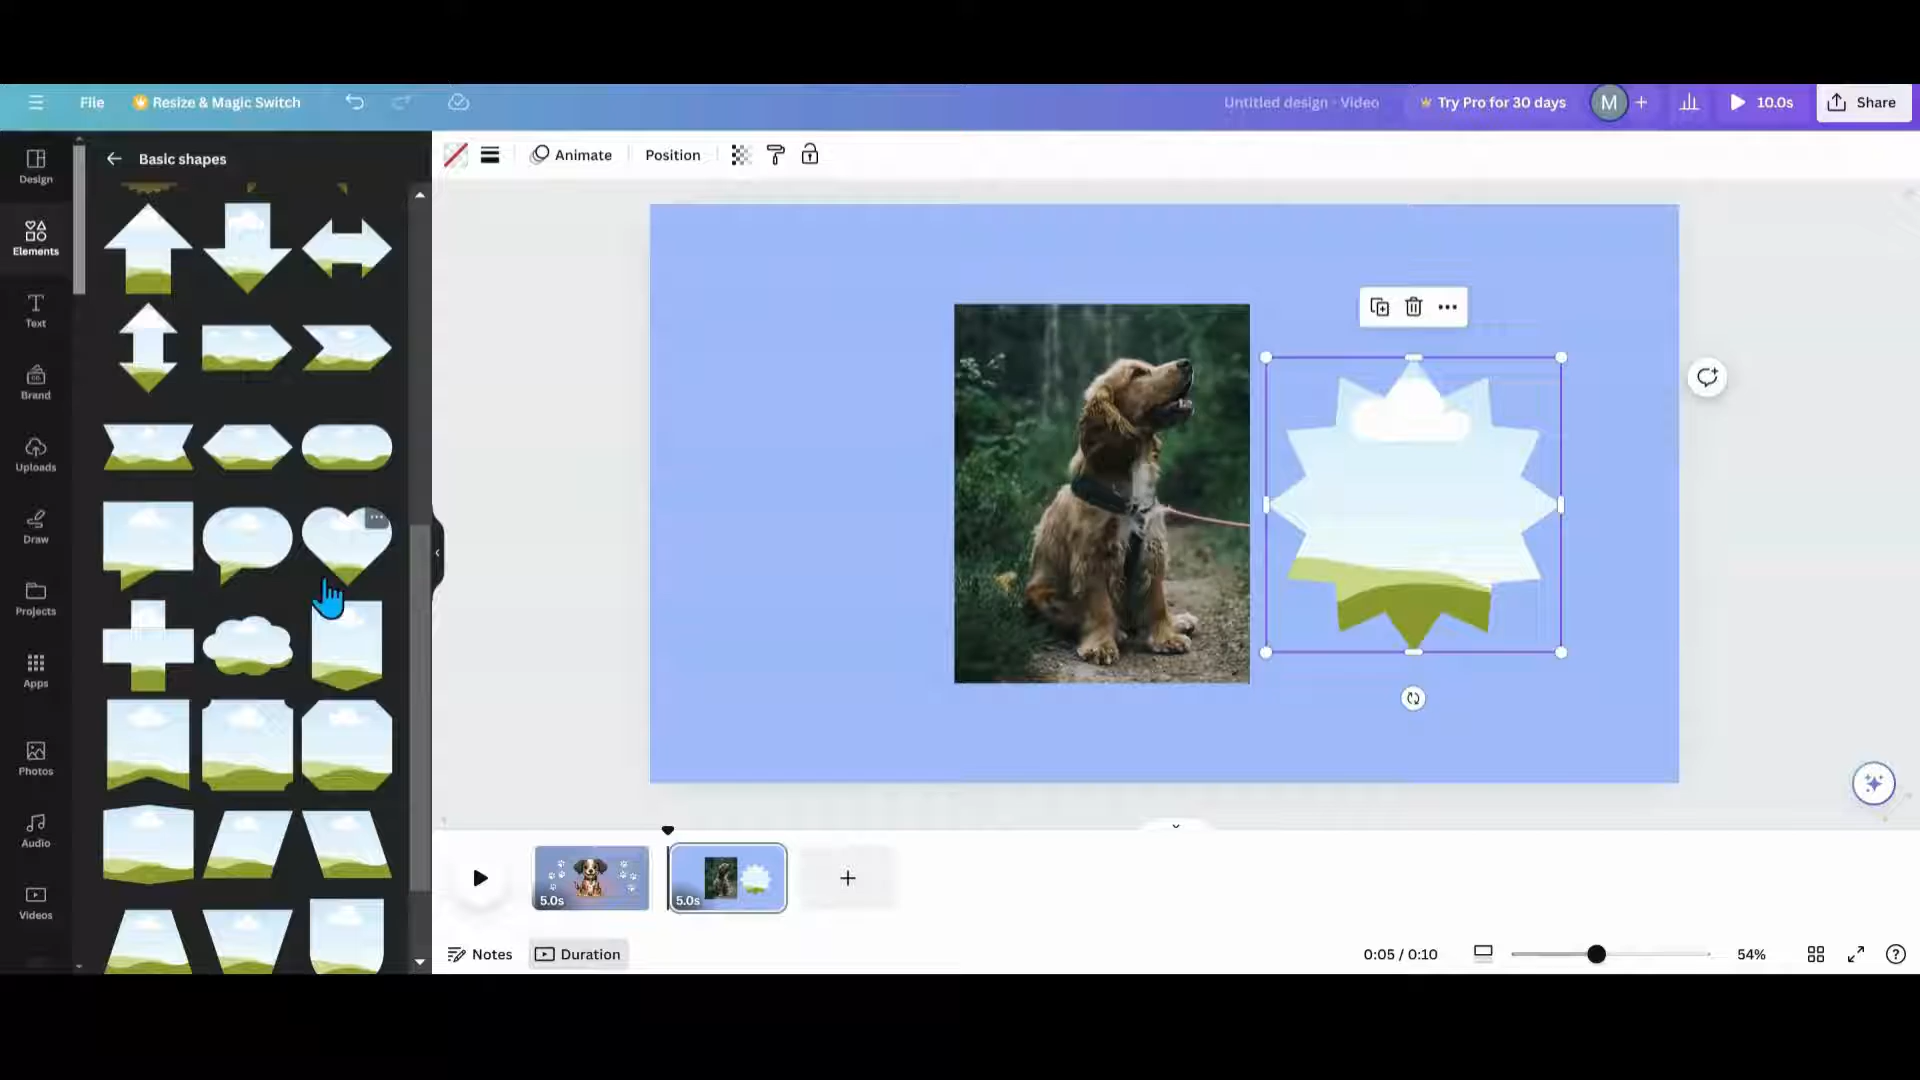 File
Resize & Magic Switch
Untitled design - Video
Try Pro for 30 days
M
10.0s
Share
Design
Elements
Text
Brand
Uploads
Draw
Projects
Apps
Photos
Audio
Videos
Basic shapes
Animate
Position
5.0s
5.0s
Notes
Duration
0:05 / 0:10
54%